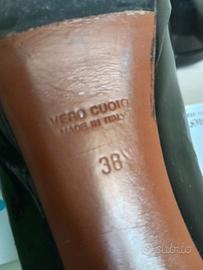 VERO CUOIO
MADE IN ITALY
38
subito